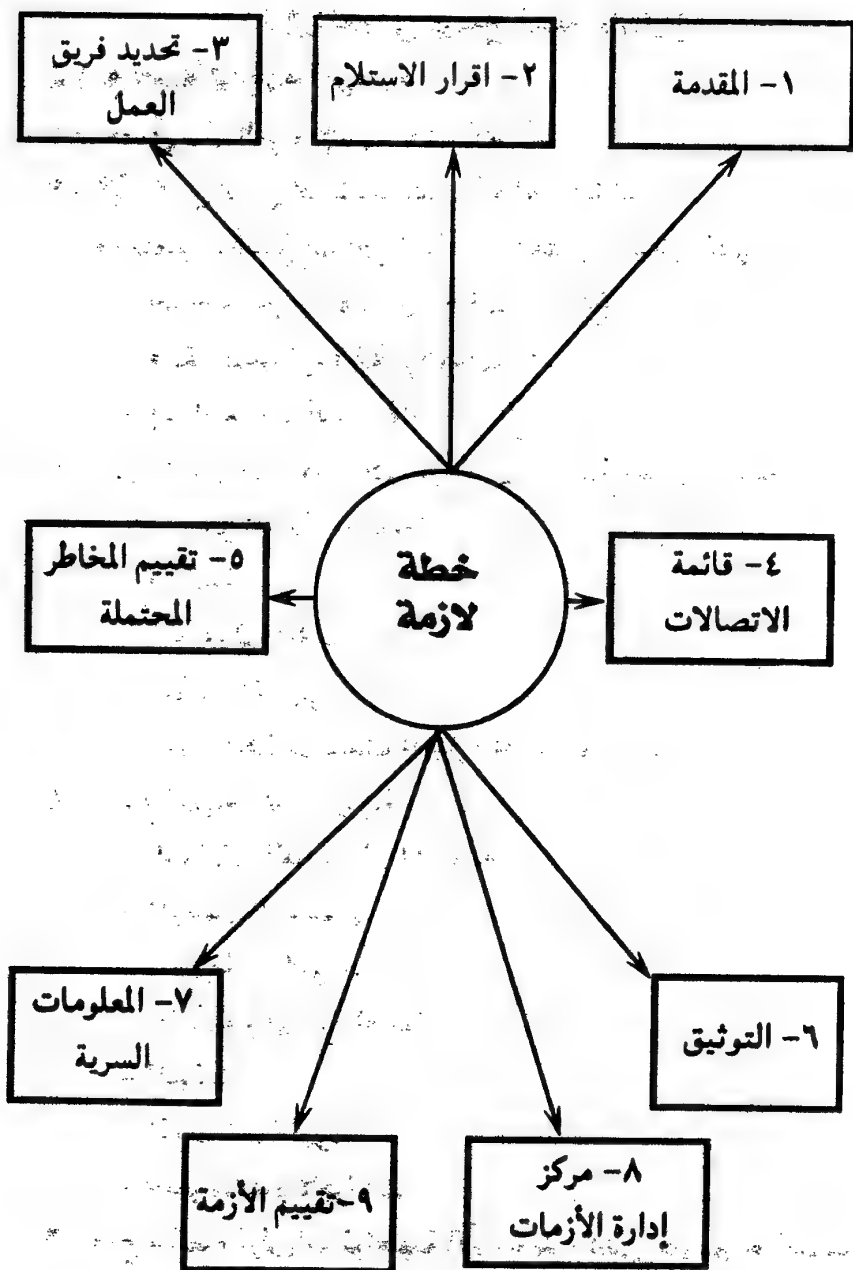 ١- المقدمة
٢- اقرار الاستلام
٣- تحديد فريق
العمل
٤- قائمة
الاتصالات
خطة
لازمة
٥- تقييم المخاطر
المحتملة
٦- التوثيق
٧- المعلومات
السرية
٨- مركز
إدارة الأزمات
٩-تقييم الأزمة